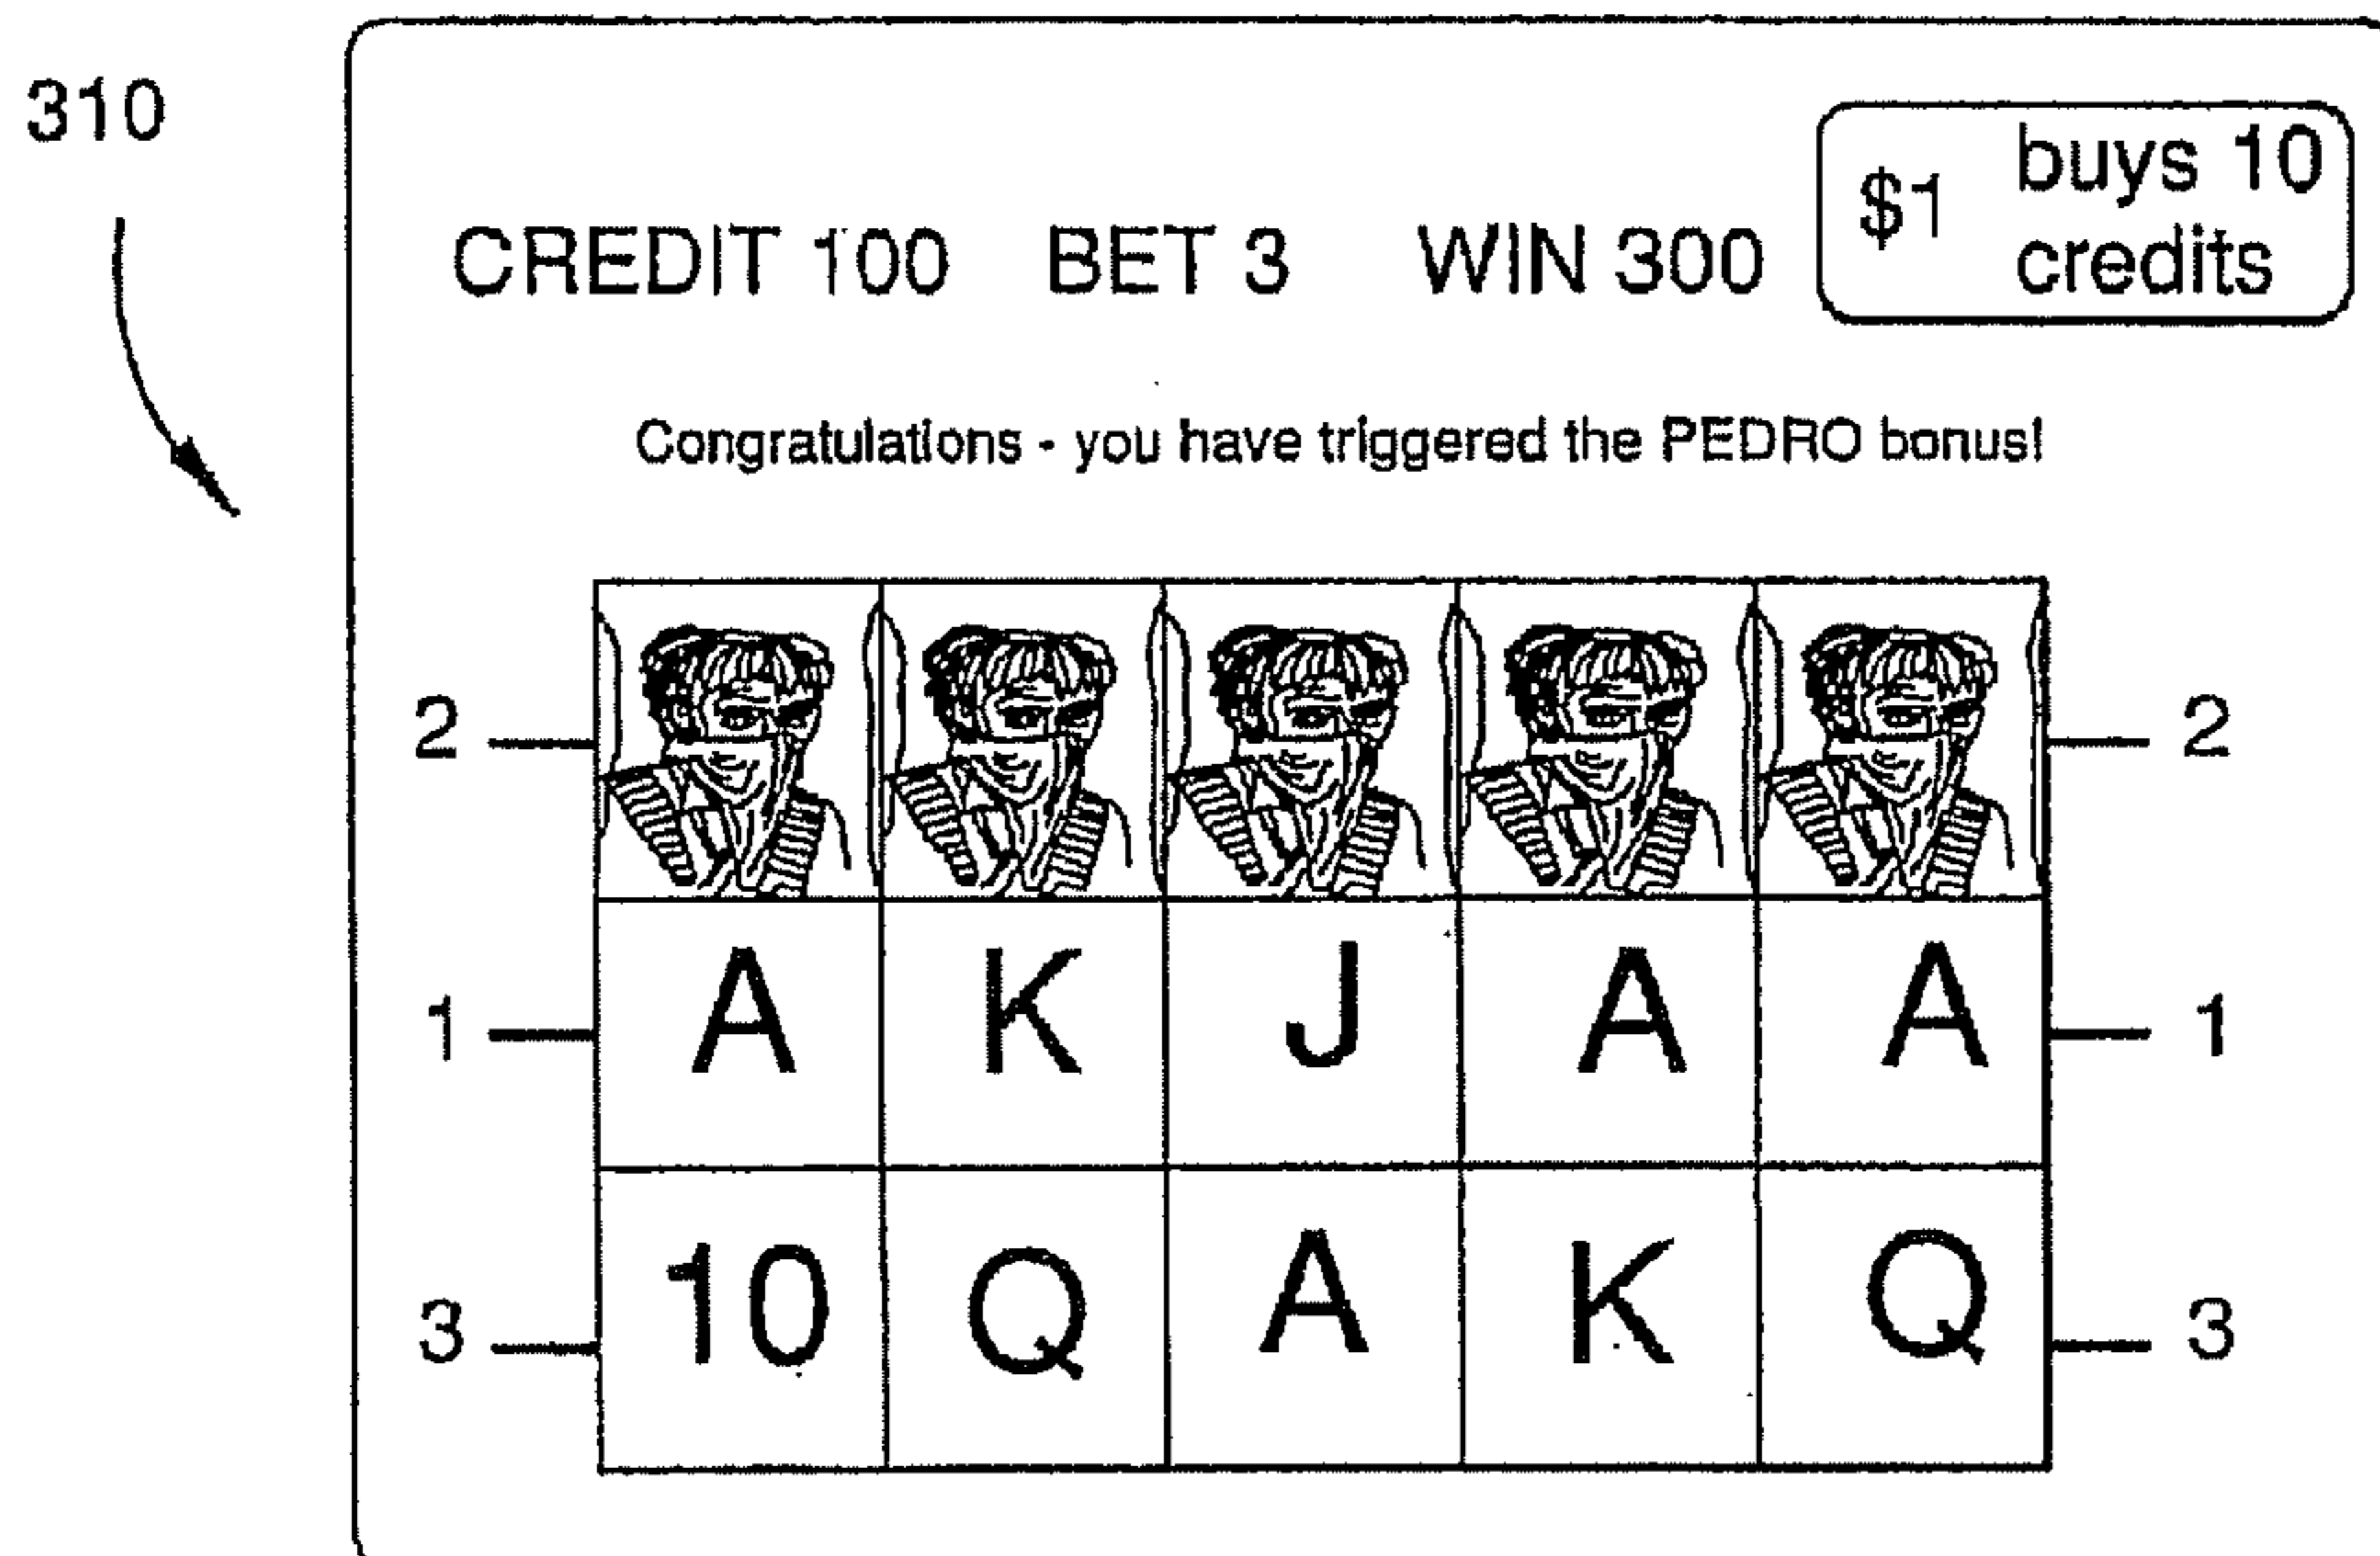 310
$1 buys 10
credits
CREDIT 100 BET 3 WIN 300
Congratulations - you have triggered the PEDRO bonus!
2 2
1 A K J A A 1
3 10 Q A K Q 3